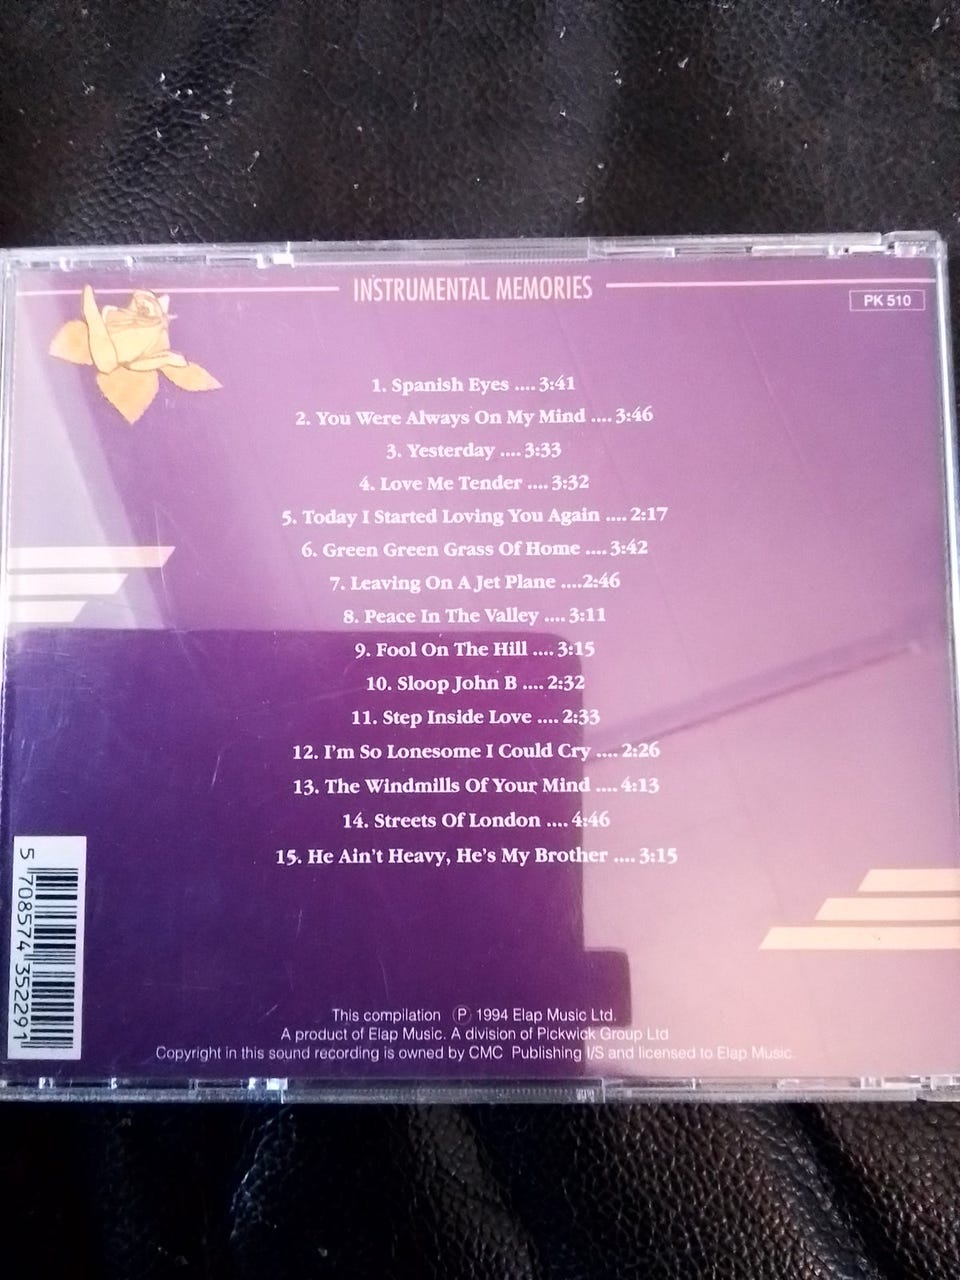 INSTRUMENTAL MEMORIES
PK 510
1. Spanish Eyes .... 3:41
2. You Were Always On My Mind .... 3:46
3. Yesterday .... 3:33
4. Love Me Tender .... 3:32
5. Today I Started Loving You Again .... 2:17
6. Green Green Grass Of Home .... 3:42
7. Leaving On A Jet Plane ....2:46
8. Peace In The Valley .... 3:11
9. Fool On The Hill .... 3:15
10. Sloop John B .... 2:32
11. Step Inside Love .... 2:33
12. I'm So Lonesome I Could Cry .... 2:26
13. The Windmills Of Your Mind .... 4:13
14. Streets Of London .... 4:46
15. He Ain't Heavy, He's My Brother .... 3:15
5 708574 352291
This compilation ℗ 1994 Elap Music Ltd.
A product of Elap Music. A division of Pickwick Group Ltd
Copyright in this sound recording is owned by CMC Publishing I/S and licensed to Elap Music.